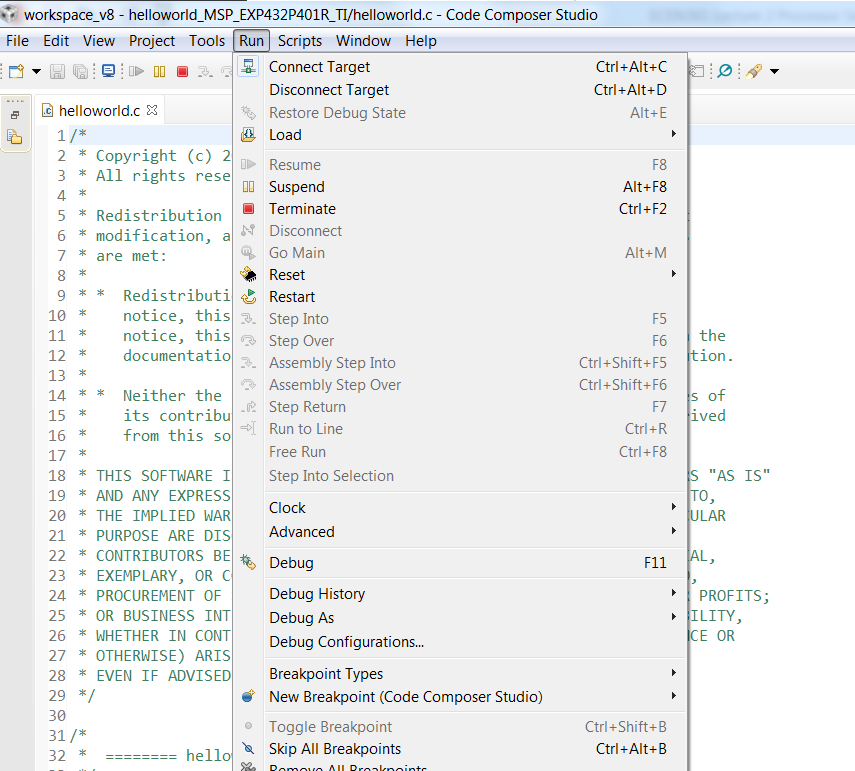 workspace_v8 - helloworld_MSP_EXP432P401R_TI/helloworld.c - Code Composer Studio
File Edit View Project Tools Run Scripts Window Help
helloworld.c
1 /*
2 * Copyright (c) 2
3 * All rights rese
4 *
5 * Redistribution
6 * modification, a
7 * are met:
8 *
9 * * Redistributi
10 * notice, this
11 * notice, this the
12 * documentatio tion.
13 *
14 * * Neither the es of
15 * its contribu ived
16 * from this so
17 *
18 * THIS SOFTWARE I RS "AS IS"
19 * AND ANY EXPRESS TO,
20 * THE IMPLIED WAR CULAR
21 * PURPOSE ARE DIS
22 * CONTRIBUTORS BE AL,
23 * EXEMPLARY, OR C
24 * PROCUREMENT OF PROFITS;
25 * OR BUSINESS INT BILITY,
26 * WHETHER IN CONT NCE OR
27 * OTHERWISE) ARIS
28 * EVEN IF ADVISED
29 */
30
31 /*
32 * ======== hellow
Connect Target Ctrl+Alt+C
Disconnect Target Ctrl+Alt+D
Restore Debug State Alt+E
Load
Resume F8
Suspend Alt+F8
Terminate Ctrl+F2
Disconnect
Go Main Alt+M
Reset
Restart
Step Into F5
Step Over F6
Assembly Step Into Ctrl+Shift+F5
Assembly Step Over Ctrl+Shift+F6
Step Return F7
Run to Line Ctrl+R
Free Run Ctrl+F8
Step Into Selection
Clock
Advanced
Debug F11
Debug History
Debug As
Debug Configurations...
Breakpoint Types
New Breakpoint (Code Composer Studio)
Toggle Breakpoint Ctrl+Shift+B
Skip All Breakpoints Ctrl+Alt+B
Remove All Breakpoints